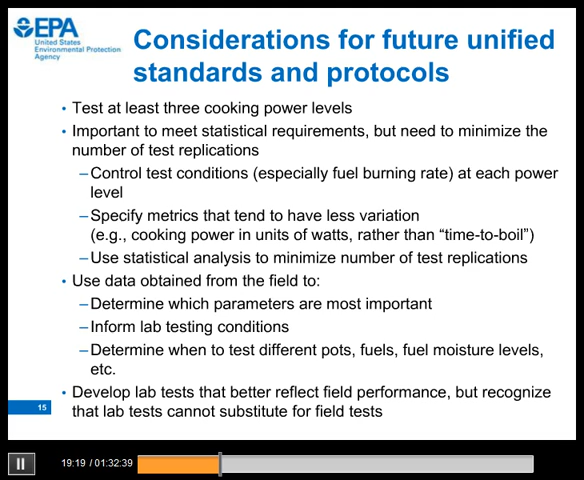 EPA
United States
Environmental Protection
Agency
Considerations for future unified
standards and protocols
• Test at least three cooking power levels
• Important to meet statistical requirements, but need to minimize the
number of test replications
–Control test conditions (especially fuel burning rate) at each power
level
–Specify metrics that tend to have less variation
(e.g., cooking power in units of watts, rather than “time-to-boil”)
–Use statistical analysis to minimize number of test replications
• Use data obtained from the field to:
–Determine which parameters are most important
–Inform lab testing conditions
–Determine when to test different pots, fuels, fuel moisture levels,
etc.
• Develop lab tests that better reflect field performance, but recognize
that lab tests cannot substitute for field tests
15
19:19 / 01:32:39